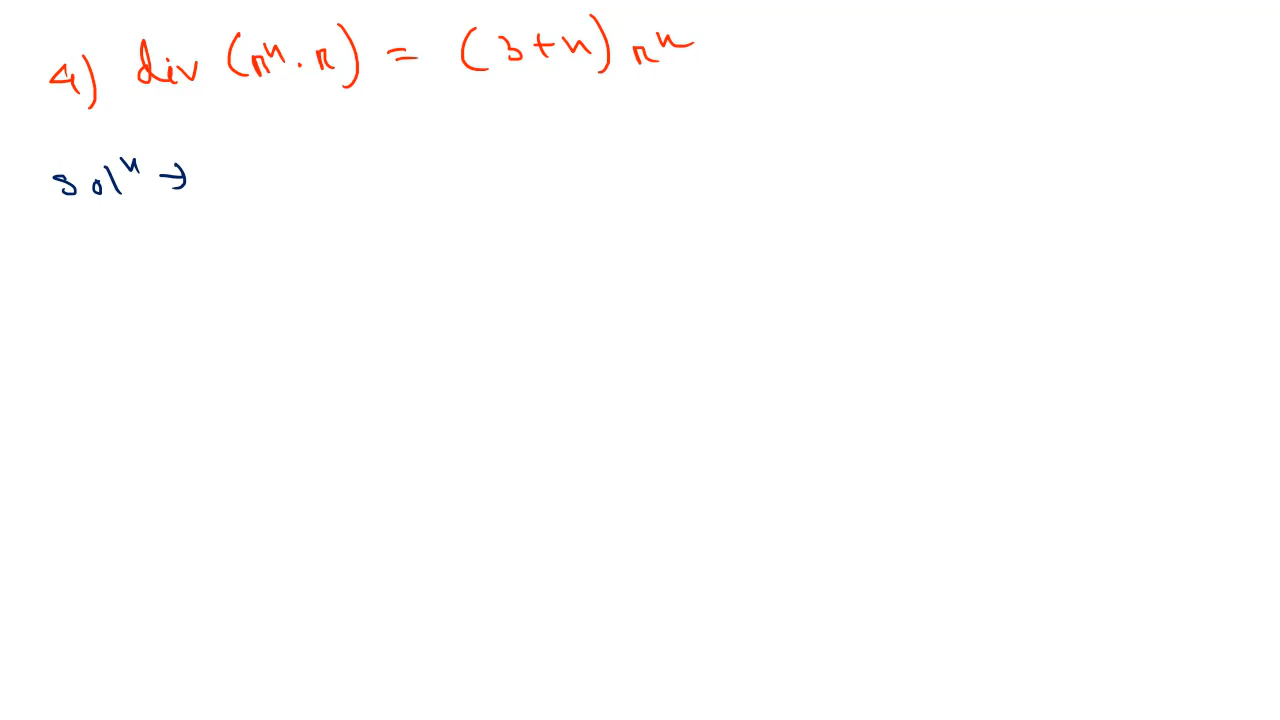 4) div (r^n . r) = (3+n) r^n
Sol^n →